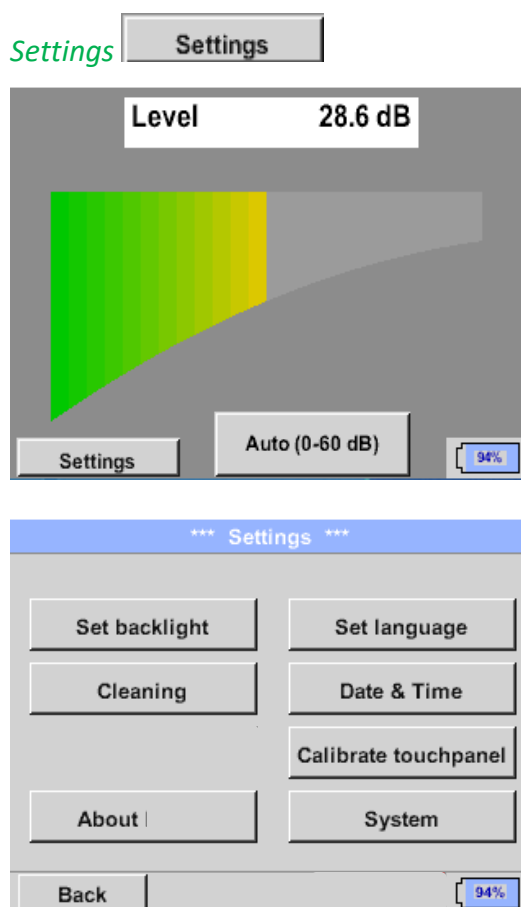 Settings Settings
Level 28.6 dB
Auto (0-60 dB)
Settings 94%
*** Settings ***
Set backlight Set language
Cleaning Date & Time
Calibrate touchpanel
About System
Back 94%